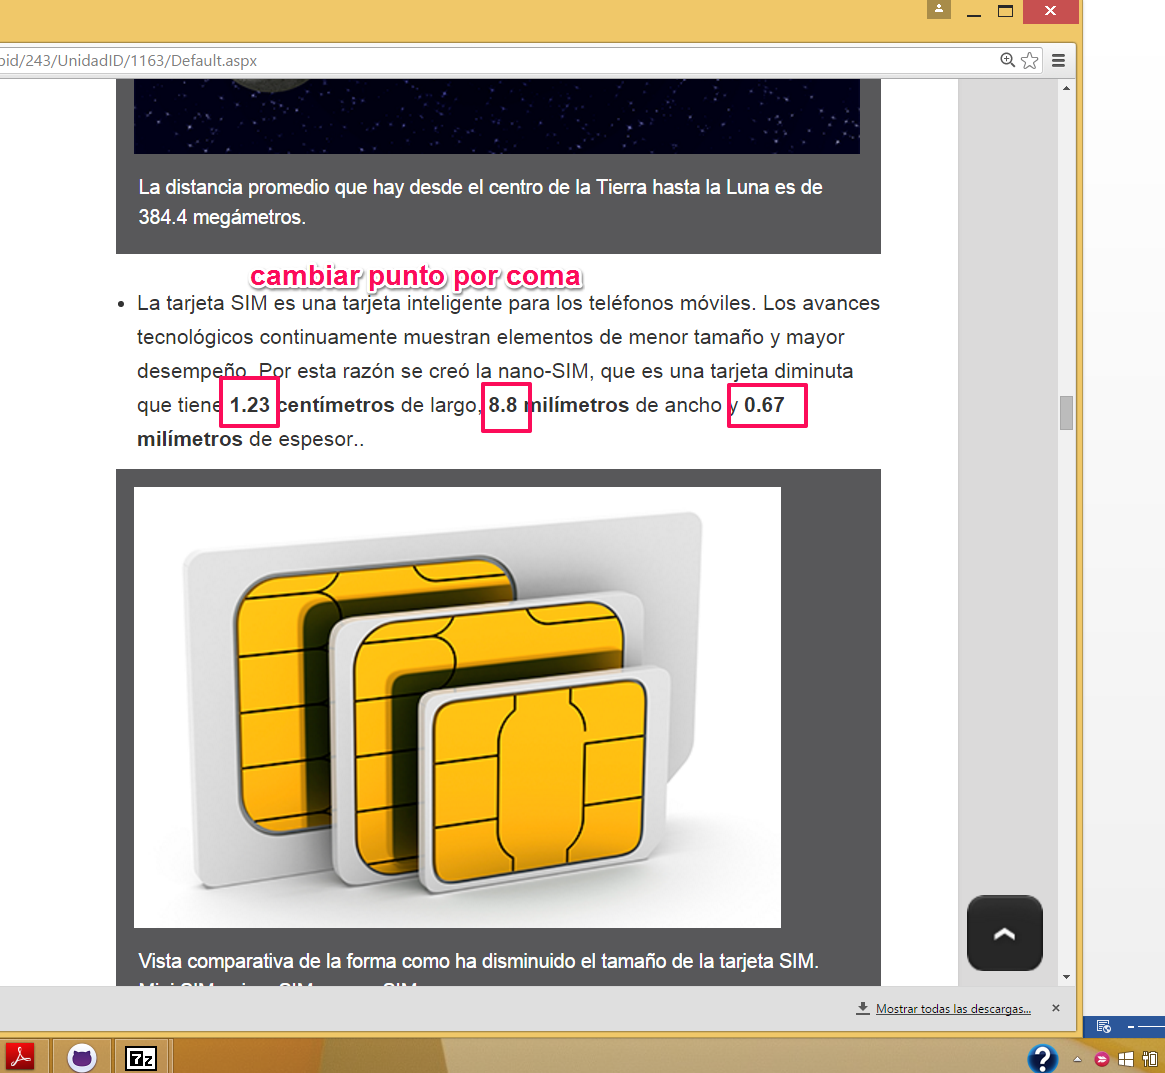 oid/243/UnidadID/1163/Default.aspx
La distancia promedio que hay desde el centro de la Tierra hasta la Luna es de
384.4 megámetros.
cambiar punto por coma
• La tarjeta SIM es una tarjeta inteligente para los teléfonos móviles. Los avances
tecnológicos continuamente muestran elementos de menor tamaño y mayor
desempeño. Por esta razón se creó la nano-SIM, que es una tarjeta diminuta
que tiene 1.23 centímetros de largo, 8.8 milímetros de ancho y 0.67
milímetros de espesor..
Vista comparativa de la forma como ha disminuido el tamaño de la tarjeta SIM.
Mostrar todas las descargas...
7z